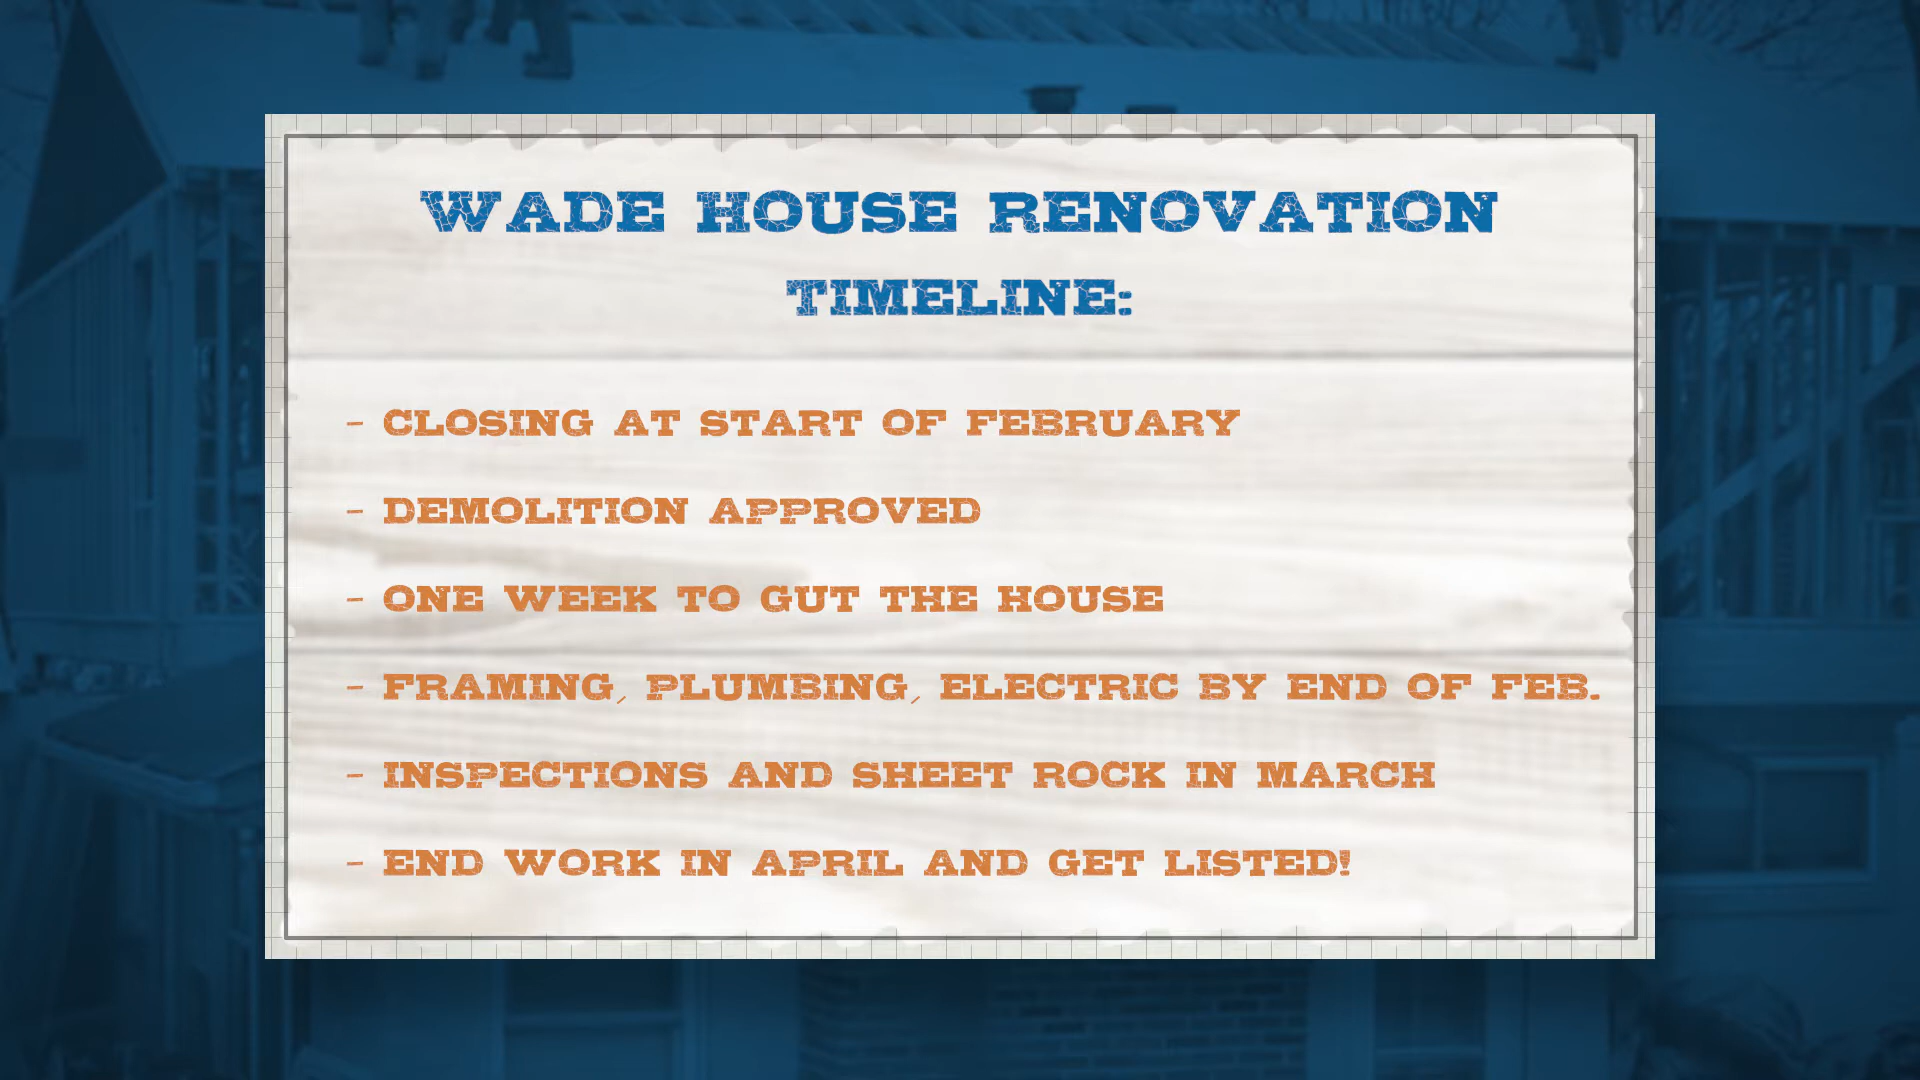 WADE HOUSE RENOVATION
TIMELINE:
- CLOSING AT START OF FEBRUARY
- DEMOLITION APPROVED
- ONE WEEK TO GUT THE HOUSE
- FRAMING, PLUMBING, ELECTRIC BY END OF FEB.
- INSPECTIONS AND SHEET ROCK IN MARCH
- END WORK IN APRIL AND GET LISTED!